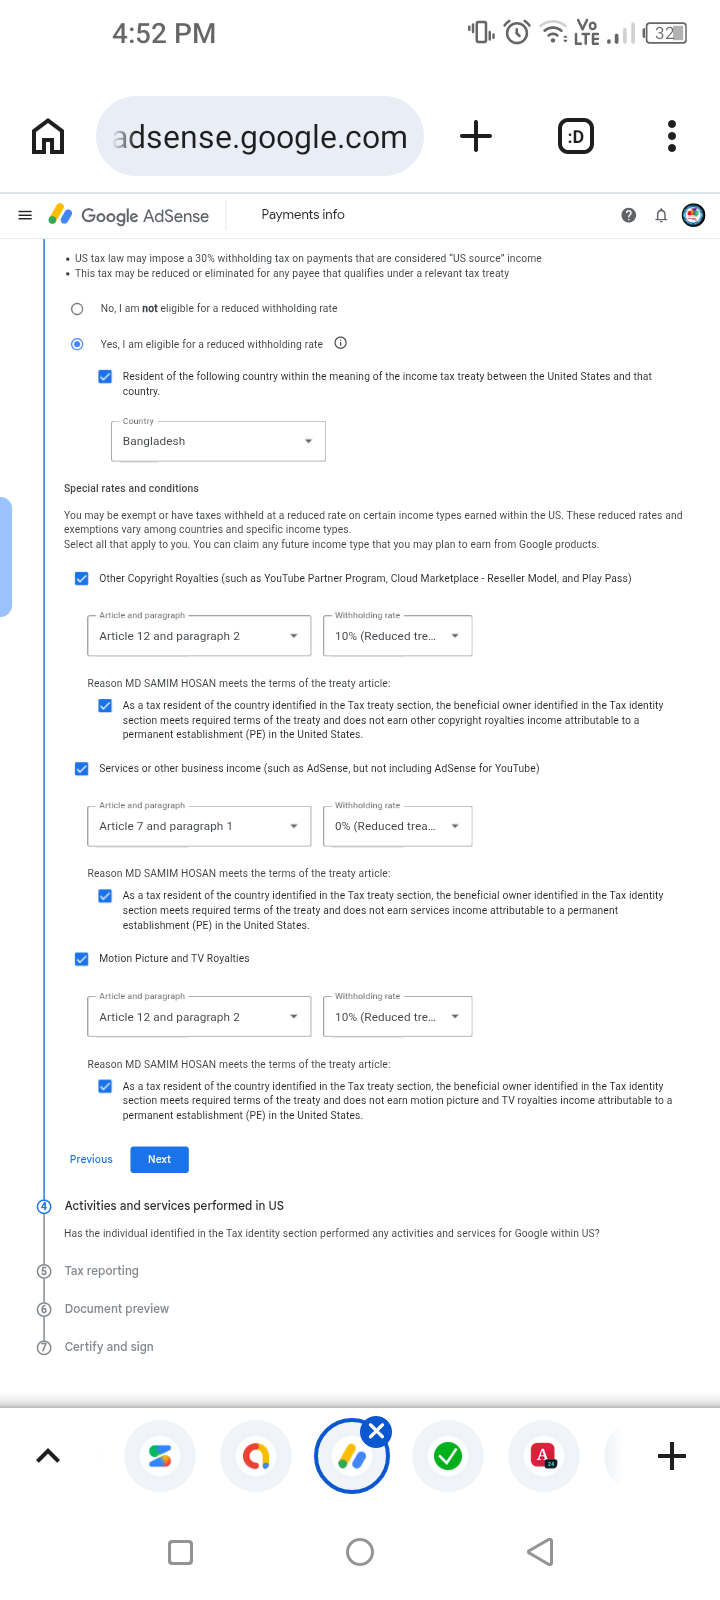 4:52 PM
Vo
LTE
32
adsense.google.com
:D
Google AdSense
Payments info
• US tax law may impose a 30% withholding tax on payments that are considered “US source” income
• This tax may be reduced or eliminated for any payee that qualifies under a relevant tax treaty
No, I am not eligible for a reduced withholding rate
Yes, I am eligible for a reduced withholding rate
Resident of the following country within the meaning of the income tax treaty between the United States and that
country.
Country
Bangladesh
Special rates and conditions
You may be exempt or have taxes withheld at a reduced rate on certain income types earned within the US. These reduced rates and
exemptions vary among countries and specific income types.
Select all that apply to you. You can claim any future income type that you may plan to earn from Google products.
Other Copyright Royalties (such as YouTube Partner Program, Cloud Marketplace - Reseller Model, and Play Pass)
Article and paragraph
Withholding rate
Article 12 and paragraph 2
10% (Reduced tre...
Reason MD SAMIM HOSAN meets the terms of the treaty article:
As a tax resident of the country identified in the Tax treaty section, the beneficial owner identified in the Tax identity
section meets required terms of the treaty and does not earn other copyright royalties income attributable to a
permanent establishment (PE) in the United States.
Services or other business income (such as AdSense, but not including AdSense for YouTube)
Article and paragraph
Withholding rate
Article 7 and paragraph 1
0% (Reduced trea...
Reason MD SAMIM HOSAN meets the terms of the treaty article:
As a tax resident of the country identified in the Tax treaty section, the beneficial owner identified in the Tax identity
section meets required terms of the treaty and does not earn services income attributable to a permanent
establishment (PE) in the United States.
Motion Picture and TV Royalties
Article and paragraph
Withholding rate
Article 12 and paragraph 2
10% (Reduced tre...
Reason MD SAMIM HOSAN meets the terms of the treaty article:
As a tax resident of the country identified in the Tax treaty section, the beneficial owner identified in the Tax identity
section meets required terms of the treaty and does not earn motion picture and TV royalties income attributable to a
permanent establishment (PE) in the United States.
Previous
Next
4 Activities and services performed in US
Has the individual identified in the Tax identity section performed any activities and services for Google within US?
5 Tax reporting
6 Document preview
7 Certify and sign
A
24